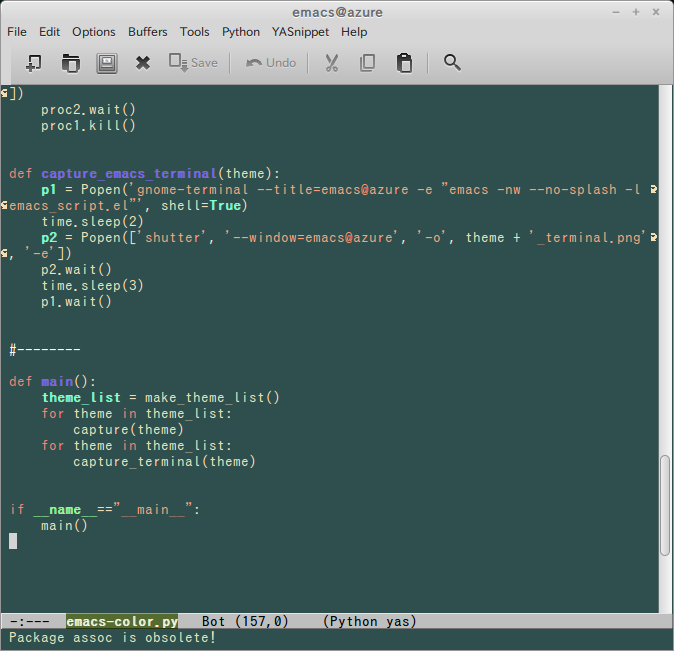 emacs@azure
File Edit Options Buffers Tools Python YASnippet Help
Save Undo
])
    proc2.wait()
    proc1.kill()
def capture_emacs_terminal(theme):
    p1 = Popen('gnome-terminal --title=emacs@azure -e "emacs -nw --no-splash -l
emacs_script.el"', shell=True)
    time.sleep(2)
    p2 = Popen(['shutter', '--window=emacs@azure', '-o', theme + '_terminal.png'
, '-e'])
    p2.wait()
    time.sleep(3)
    p1.wait()
#--------
def main():
    theme_list = make_theme_list()
    for theme in theme_list:
        capture(theme)
    for theme in theme_list:
        capture_terminal(theme)
if __name__=="__main__":
    main()
-:--- emacs-color.py Bot (157,0) (Python yas)
Package assoc is obsolete!